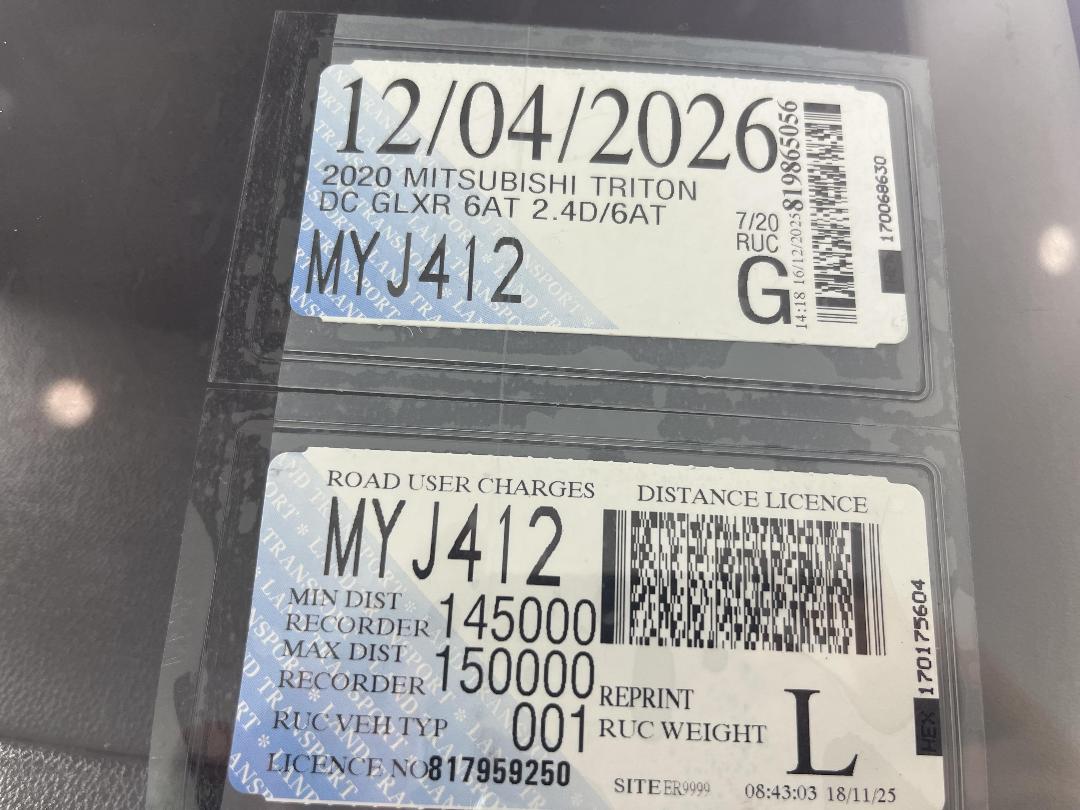 12/04/2026
2020 MITSUBISHI TRITON
DC GLXR 6AT 2.4D/6AT
MYJ412
7/20
RUC
G
14:18 16/12/2025 819865056
170068630
ROAD USER CHARGES
DISTANCE LICENCE
MYJ412
MIN DIST
RECORDER 145000
MAX DIST
RECORDER 150000
REPRINT
RUC VEH TYP 001
RUC WEIGHT L
LICENCE NO 817959250
SITE ER9999 08:43:03 18/11/25
HEX 170175604